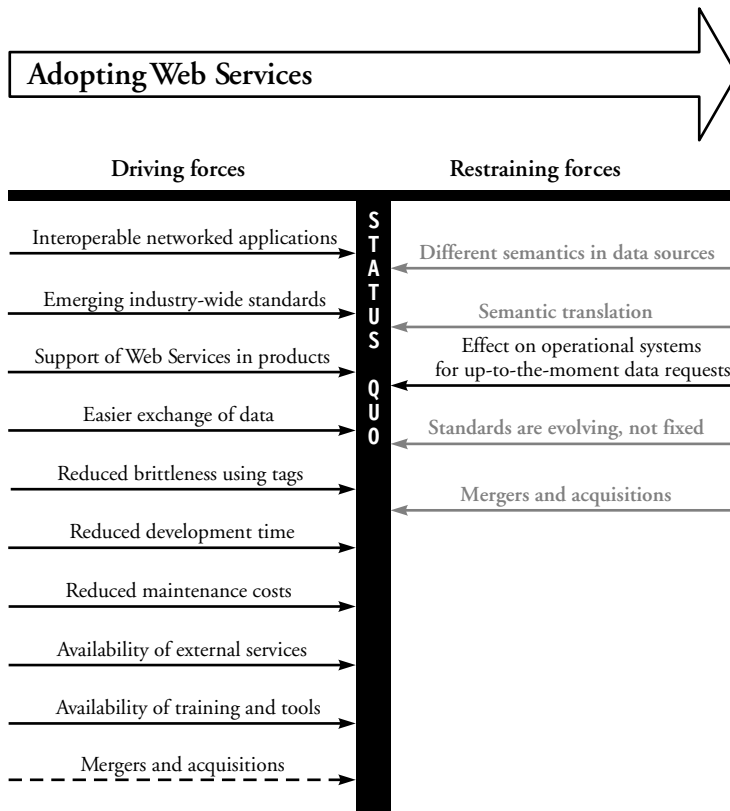 Adopting Web Services
Driving forces
Restraining forces
STATUS QUO
Interoperable networked applications
Emerging industry-wide standards
Support of Web Services in products
Easier exchange of data
Reduced brittleness using tags
Reduced development time
Reduced maintenance costs
Availability of external services
Availability of training and tools
Mergers and acquisitions
Different semantics in data sources
Semantic translation
Effect on operational systems
for up-to-the-moment data requests
Standards are evolving, not fixed
Mergers and acquisitions